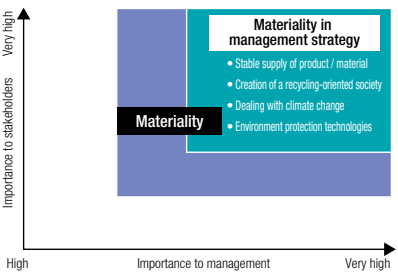 Very high
Importance to stakeholders
Materiality in
management strategy
• Stable supply of product / material
• Creation of a recycling-oriented society
• Dealing with climate change
• Environment protection technologies
Materiality
High
Importance to management
Very high